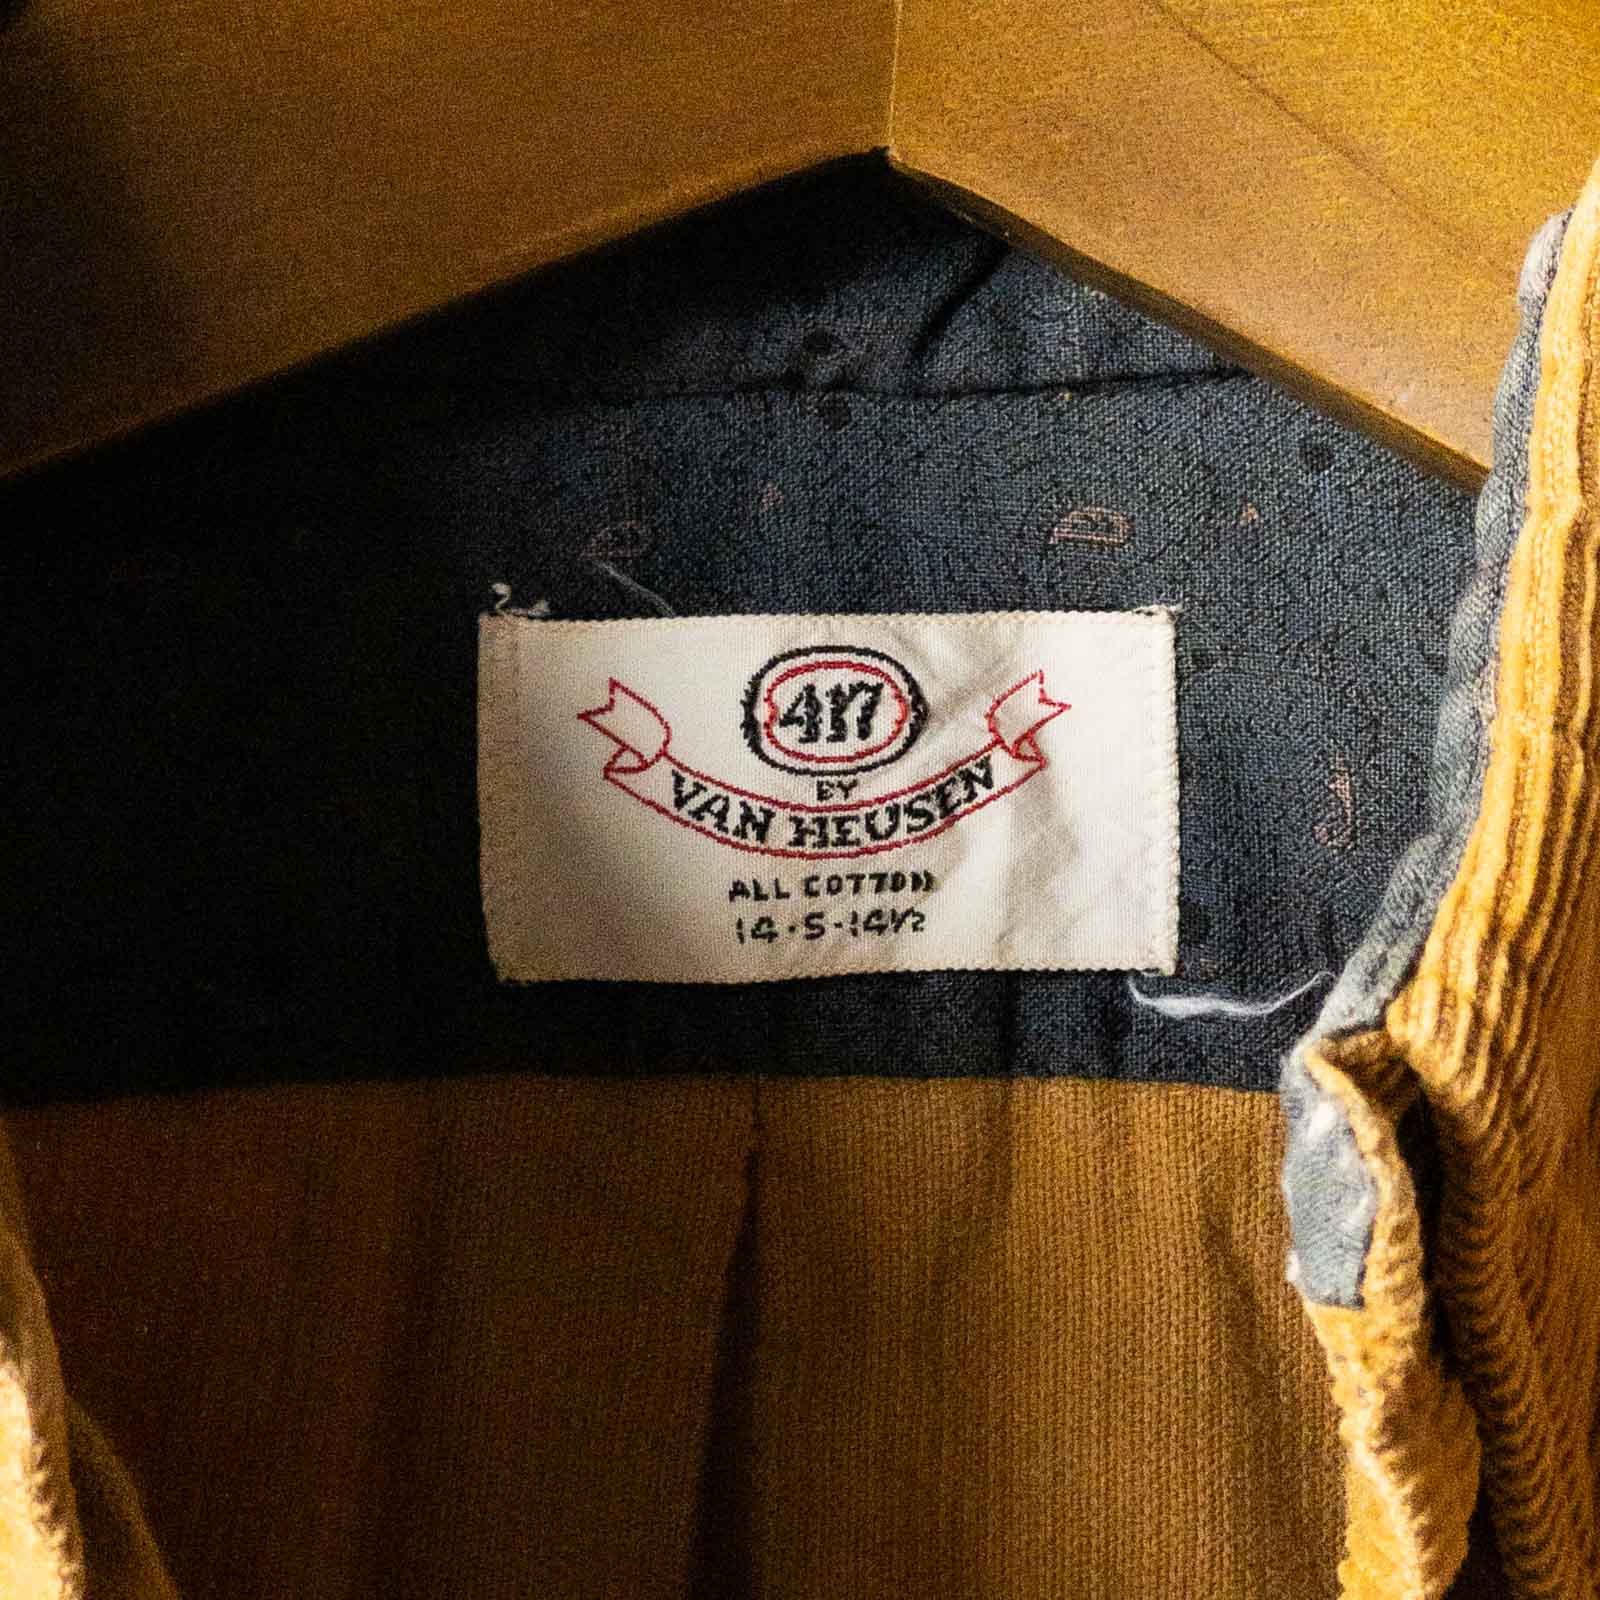 417
BY
VAN HEUSEN
ALL COTTON
14·S·14½